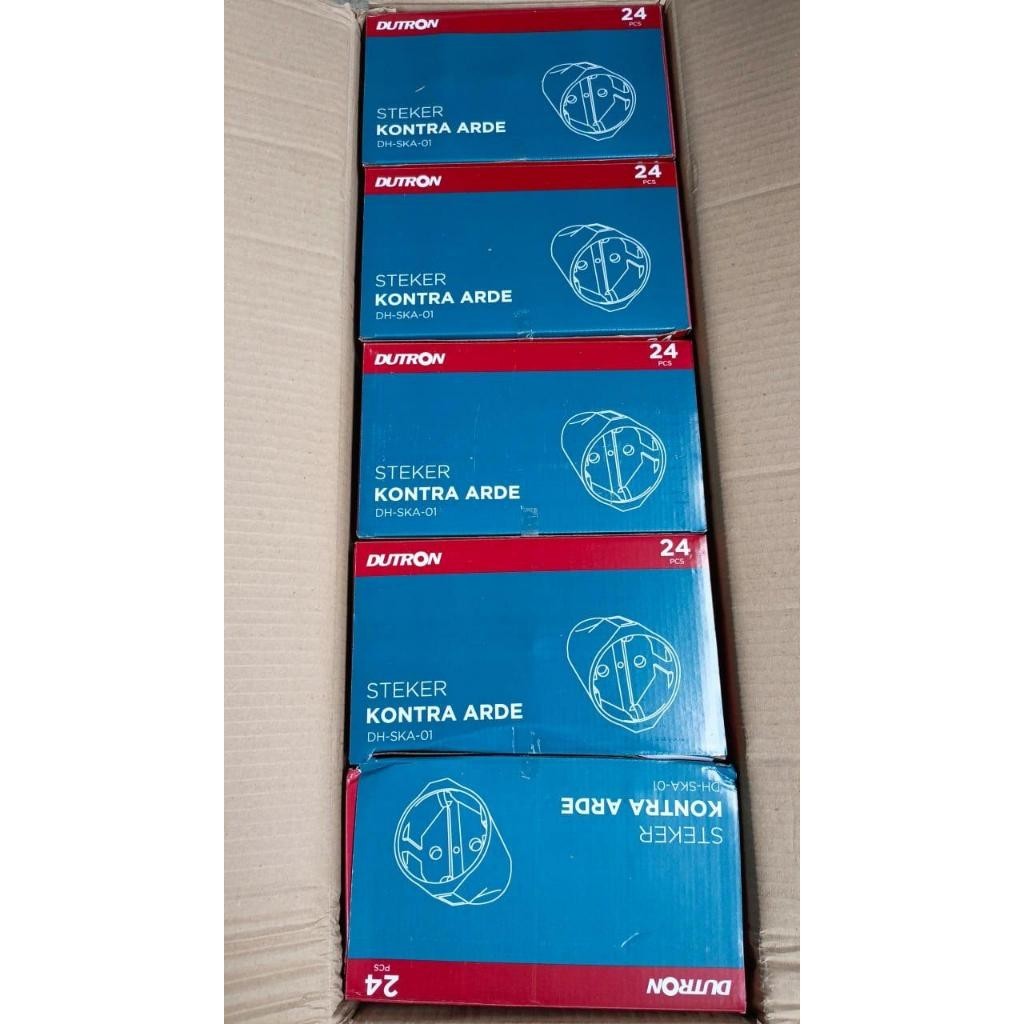 DUTRON
24
PCS
STEKER
KONTRA ARDE
DH-SKA-01
DUTRON
24
PCS
STEKER
KONTRA ARDE
DH-SKA-01
DUTRON
24
PCS
STEKER
KONTRA ARDE
DH-SKA-01
DUTRON
24
PCS
STEKER
KONTRA ARDE
DH-SKA-01
DUTRON
24
PCS
STEKER
KONTRA ARDE
DH-SKA-01